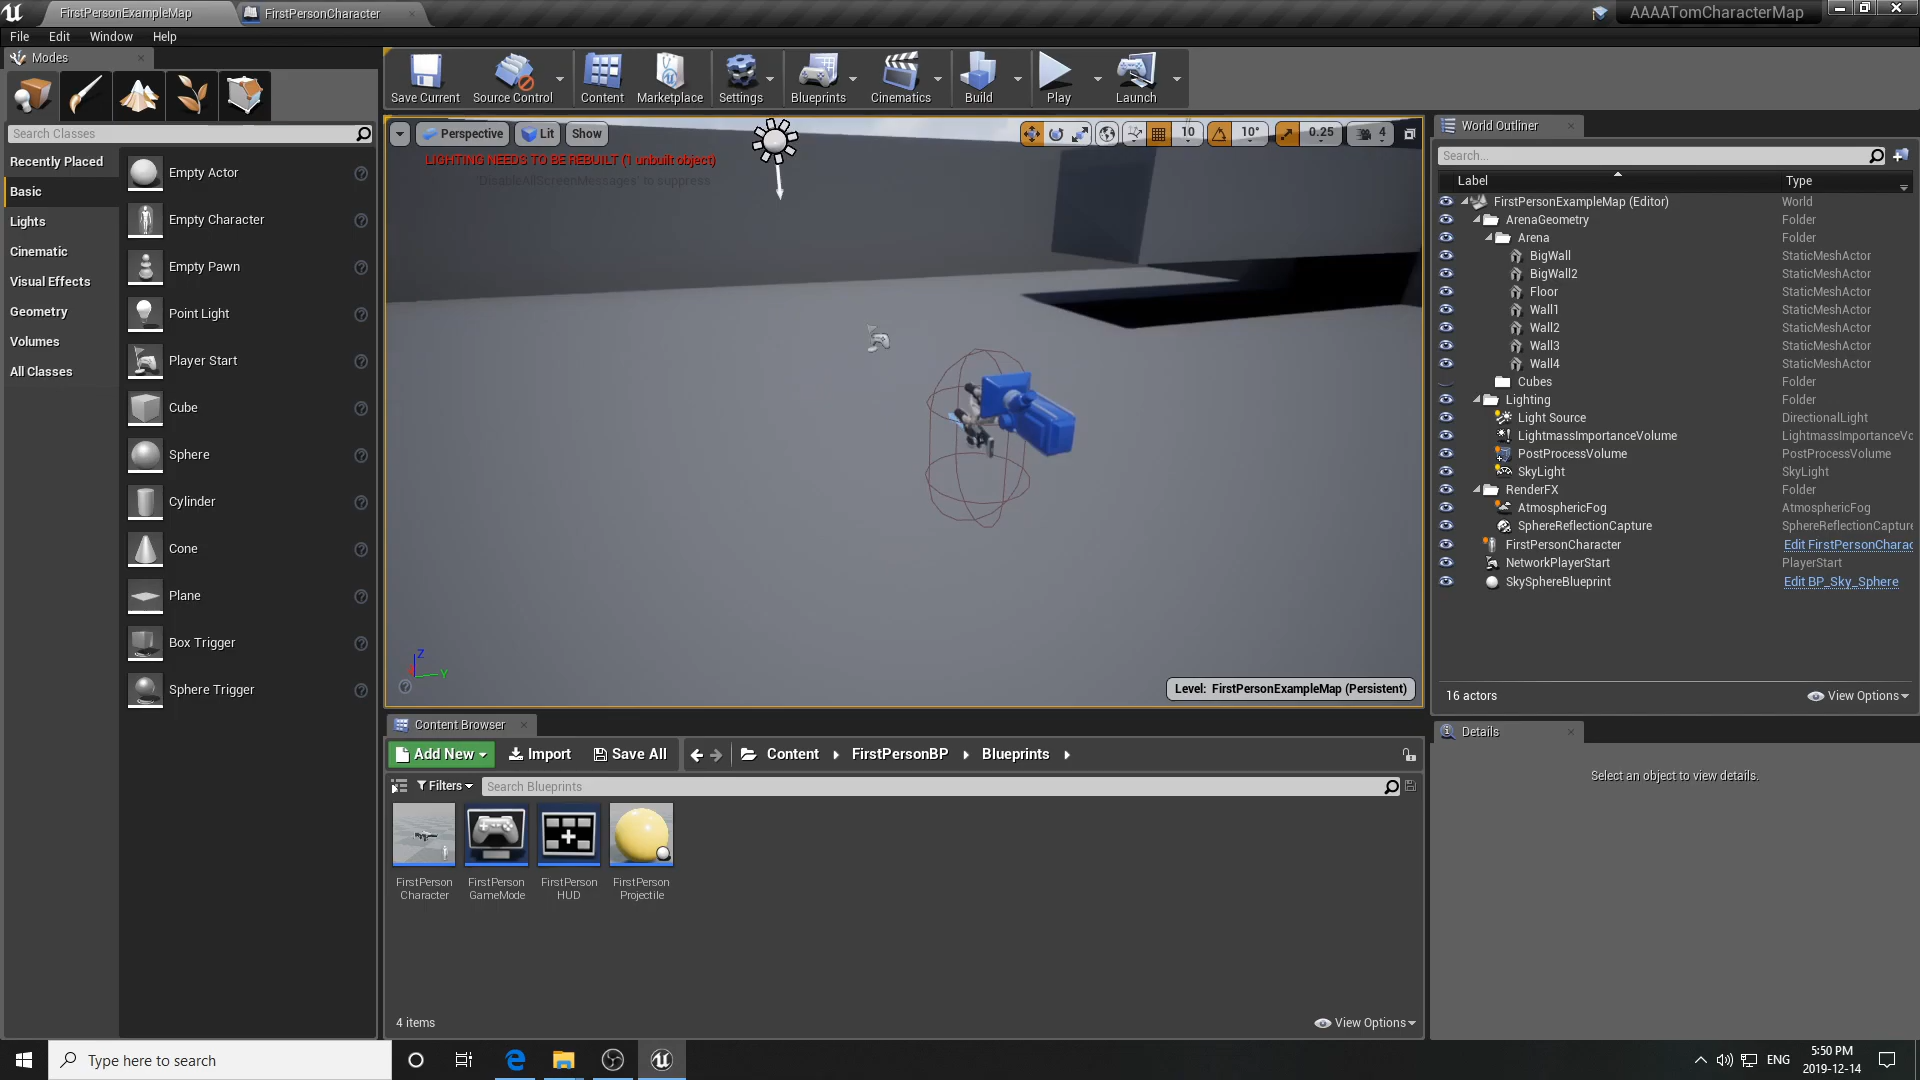 FirstPersonExampleMap
FirstPersonCharacter
AAAATomCharacterMap
File Edit Window Help
Modes
Search Classes
Recently Placed
Basic
Lights
Cinematic
Visual Effects
Geometry
Volumes
All Classes
Empty Actor
Empty Character
Empty Pawn
Point Light
Player Start
Cube
Sphere
Cylinder
Cone
Plane
Box Trigger
Sphere Trigger
Save Current
Source Control
Content
Marketplace
Settings
Blueprints
Cinematics
Build
Play
Launch
Perspective Lit Show
10 10° 0.25 4
LIGHTING NEEDS TO BE REBUILT (1 unbuilt object)
'DisableAllScreenMessages' to suppress
Z
Y
Level: FirstPersonExampleMap (Persistent)
World Outliner
Search...
Label Type
FirstPersonExampleMap (Editor) World
ArenaGeometry Folder
Arena Folder
BigWall StaticMeshActor
BigWall2 StaticMeshActor
Floor StaticMeshActor
Wall1 StaticMeshActor
Wall2 StaticMeshActor
Wall3 StaticMeshActor
Wall4 StaticMeshActor
Cubes Folder
Lighting Folder
Light Source DirectionalLight
LightmassImportanceVolume LightmassImportanceVc
PostProcessVolume PostProcessVolume
SkyLight SkyLight
RenderFX Folder
AtmosphericFog AtmosphericFog
SphereReflectionCapture SphereReflectionCapture
FirstPersonCharacter Edit FirstPersonCharac
NetworkPlayerStart PlayerStart
SkySphereBlueprint Edit BP_Sky_Sphere
16 actors
View Options
Details
Select an object to view details.
Content Browser
Add New Import Save All Content FirstPersonBP Blueprints
Filters Search Blueprints
FirstPerson Character
FirstPerson GameMode
FirstPerson HUD
FirstPerson Projectile
4 items
View Options
Type here to search
ENG
5:50 PM
2019-12-14